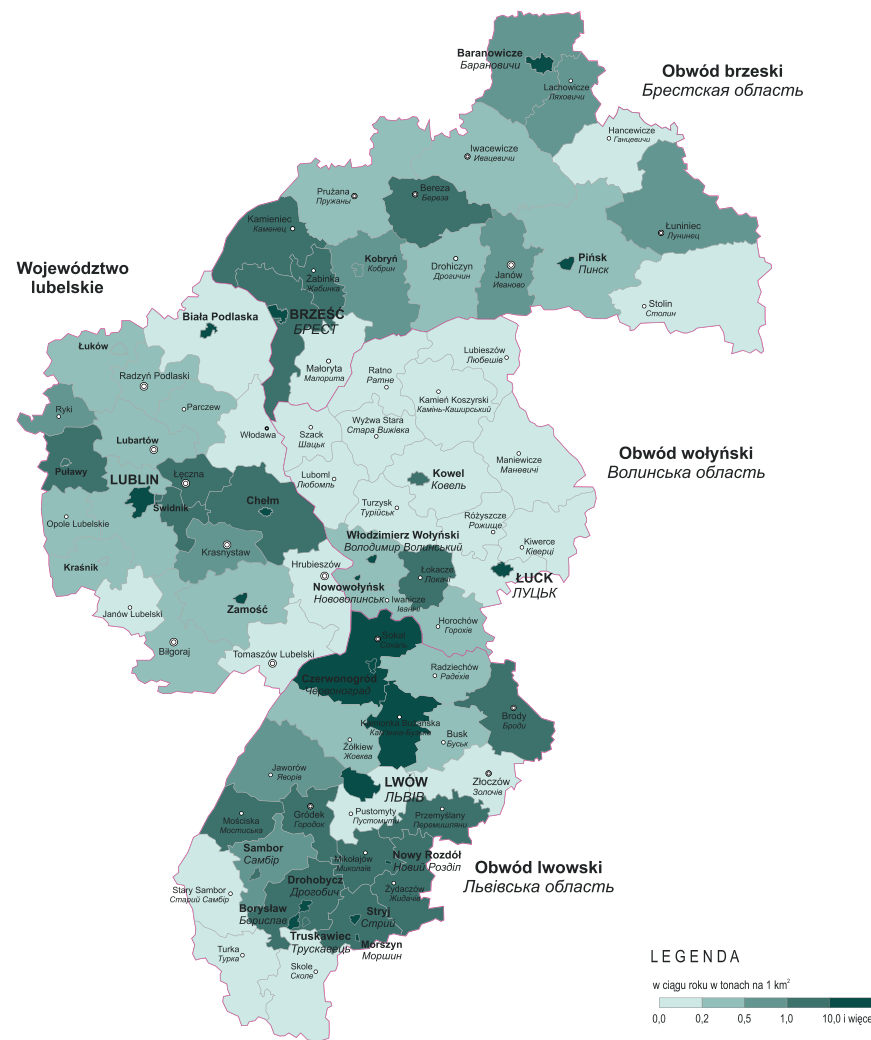 Baranowicze
Барановичи
Obwód brzeski
Брестская область
Lachowicze
Ляховичи
Hancewicze
Ганцевичи
Iwacewicze
Ивацевичи
Prużana
Пружаны
Bereza
Береза
Kamieniec
Каменец
Łuniniec
Лунинец
Kobryń
Кобрин
Drohiczyn
Дрогичин
Janów
Иваново
Pińsk
Пинск
Żabinka
Жабинка
Województwo
lubelskie
Stolin
Столин
Biała Podlaska
BRZEŚĆ
БРЕСТ
Łuków
Małoryta
Малорита
Lubieszów
Любешів
Radzyń Podlaski
Ratno
Ратне
Kamień Koszyrski
Камінь-Каширський
Ryki
Parczew
Wyżwa Stara
Стара Вижівка
Szack
Шацьк
Włodawa
Lubartów
Maniewicze
Маневичі
Obwód wołyński
Волинська область
Puławy
LUBLIN
Łęczna
Luboml
Любомль
Kowel
Ковель
Chełm
Świdnik
Turzysk
Турійськ
Opole Lubelskie
Różyszcze
Рожище
Włodzimierz Wołyński
Володимир Волинський
Kiwerce
Ківерці
Krasnystaw
Kraśnik
Hrubieszów
Łokacze
Локачі
ŁUCK
ЛУЦЬК
Nowowołyńsk
Нововолинськ
Iwanicze
Іваничі
Janów Lubelski
Zamość
Horochów
Горохів
Sokal
Biłgoraj
Tomaszów Lubelski
Radziechów
Радехів
Czerwonogród
Червоноград
Brody
Броди
Kamionka Bużańska
Кам'янка-Бузька
Busk
Буськ
Żółkiew
Жовква
Jaworów
Яворів
LWÓW
ЛЬВІВ
Złoczów
Золочів
Mościska
Мостиська
Gródek
Городок
Pustomyty
Пустомити
Przemyślany
Перемишляни
Sambor
Самбір
Mikołajów
Миколаїв
Nowy Rozdół
Новий Розділ
Obwód lwowski
Львівська область
Stary Sambor
Старий Самбір
Drohobycz
Дрогобич
Żydaczów
Жидачів
Borysław
Борислав
Stryj
Стрий
Truskawiec
Трускавець
Morszyn
Моршин
Turka
Турка
Skole
Сколе
LEGENDA
w ciągu roku w tonach na 1 km²
0,0 0,2 0,5 1,0 10,0 i więce